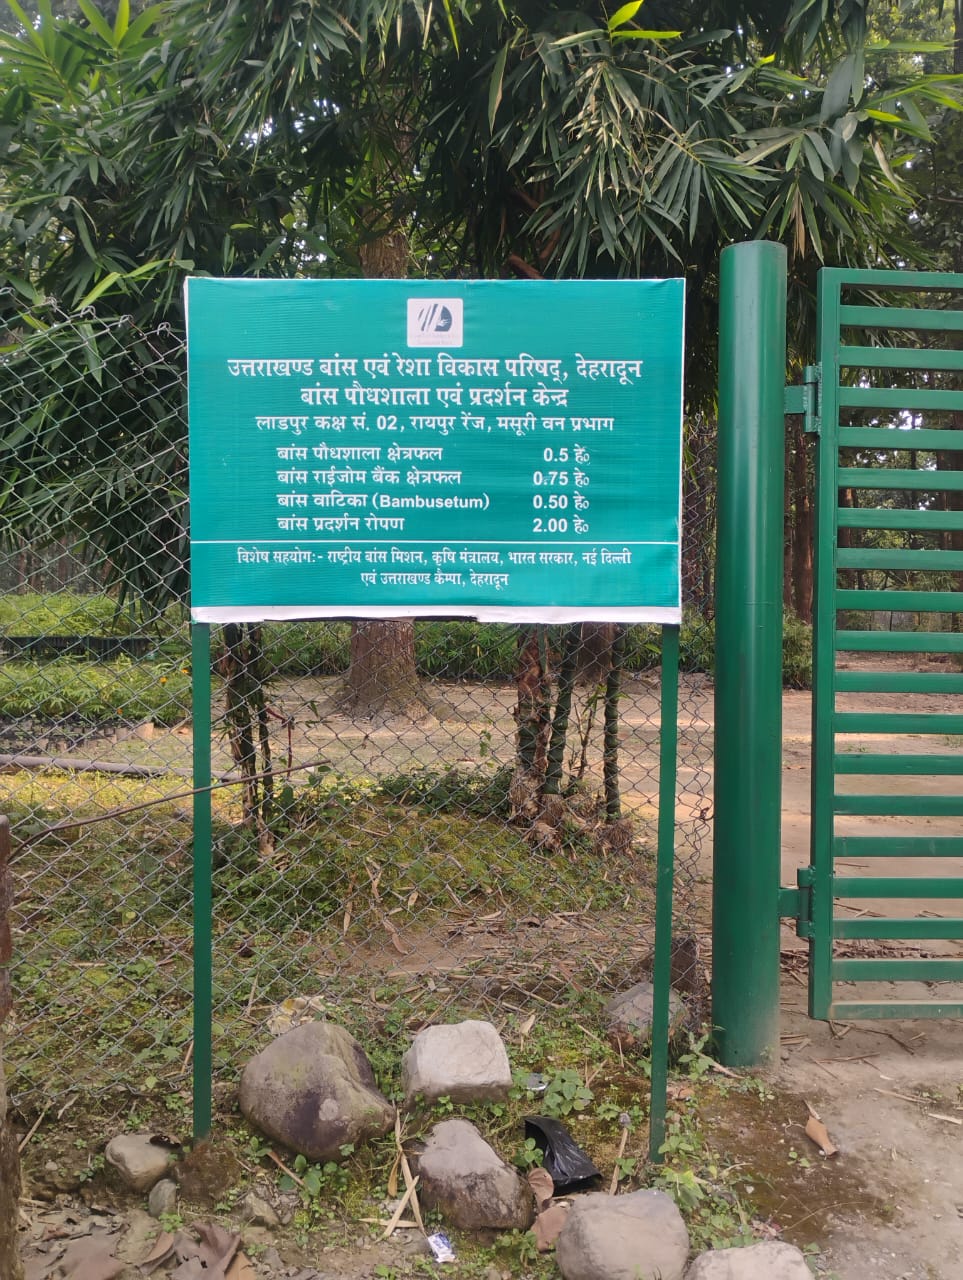 उत्तराखण्ड बांस एवं रेशा विकास परिषद्, देहरादून
बांस पौधशाला एवं प्रदर्शन केन्द्र
लाडपुर कक्ष सं. 02, रायपुर रेंज, मसूरी वन प्रभाग
बांस पौधशाला क्षेत्रफल 0.5 हे०
बांस राईजोम बैंक क्षेत्रफल 0.75 हे०
बांस वाटिका (Bambusetum) 0.50 हे०
बांस प्रदर्शन रोपण 2.00 हे०
विशेष सहयोग:- राष्ट्रीय बांस मिशन, कृषि मंत्रालय, भारत सरकार, नई दिल्ली
एवं उत्तराखण्ड कैम्पा, देहरादून